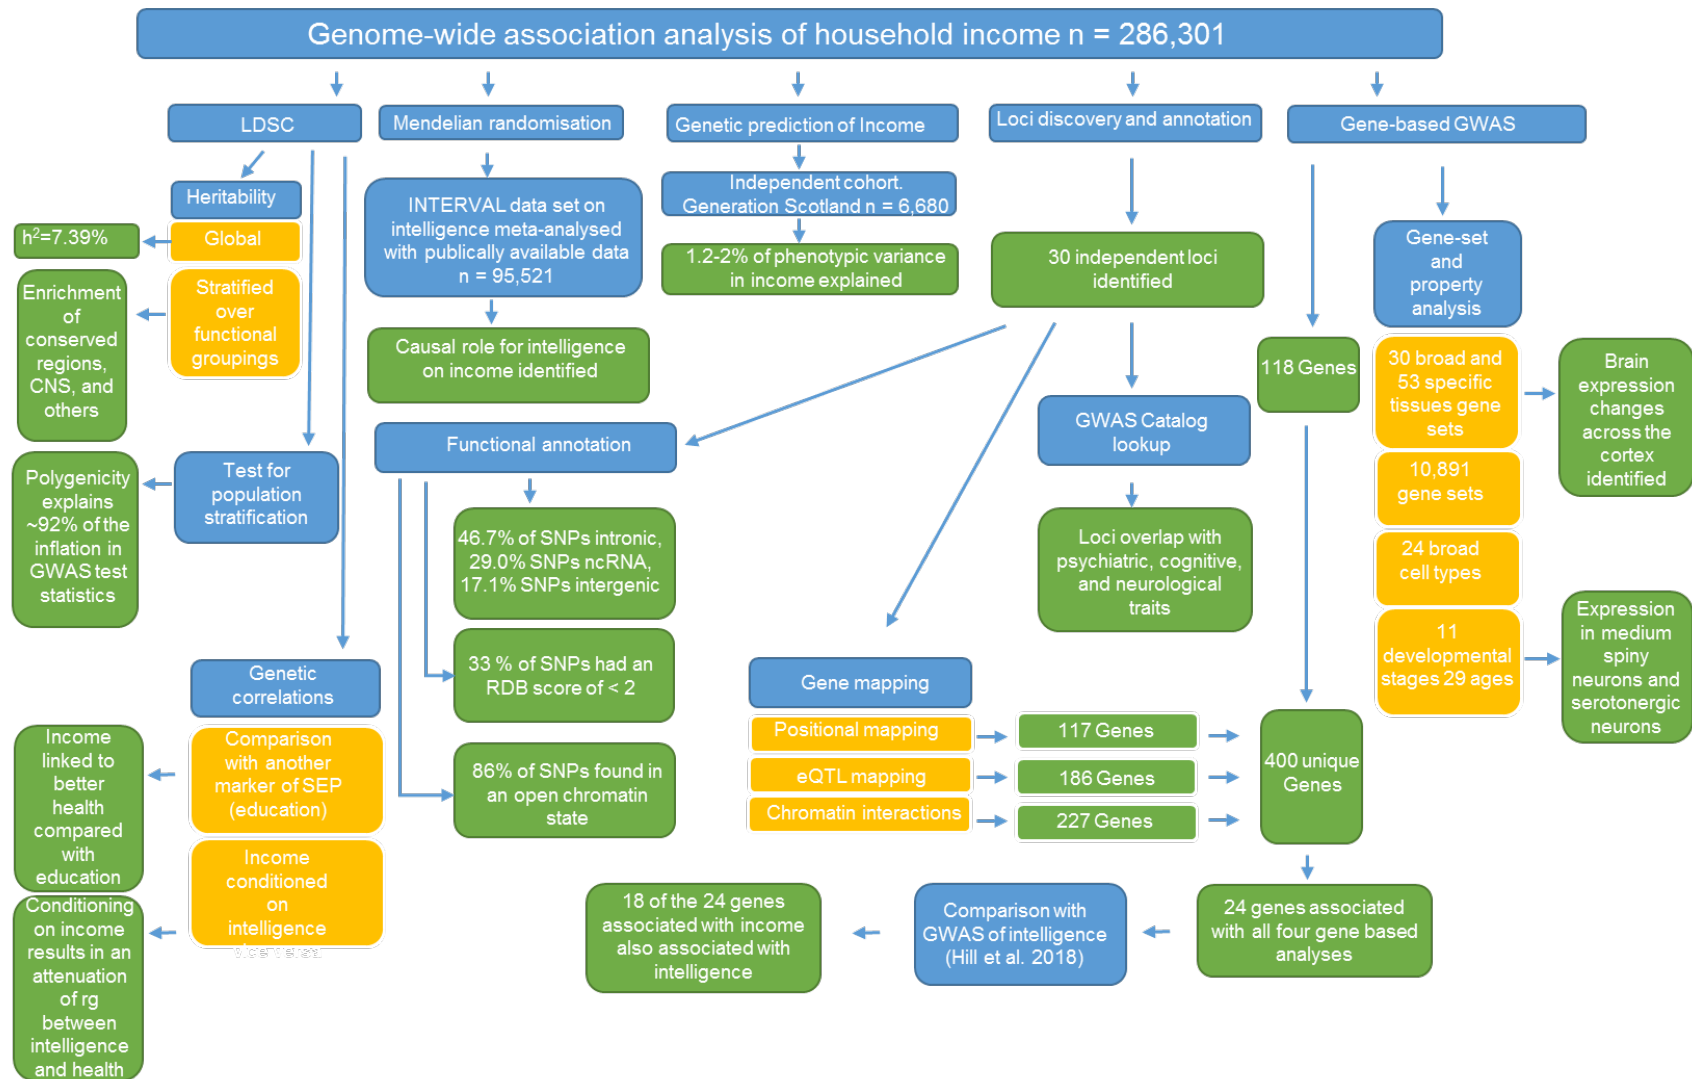 Genome-wide association analysis of household income n = 286,301
LDSC
Mendelian randomisation
Genetic prediction of Income
Loci discovery and annotation
Gene-based GWAS
Heritability
Global
h²=7.39%
Stratified
over
functional
groupings
Enrichment
of
conserved
regions,
CNS, and
others
Test for
population
stratification
Polygenicity
explains
~92% of the
inflation in
GWAS test
statistics
Genetic
correlations
Comparison
with another
marker of SEP
(education)
Income
linked to
better
health
compared
with
education
Income
conditioned
on
intelligence
Conditioning
on income
results in an
attenuation
of rg
between
intelligence
and health
INTERVAL data set on
intelligence meta-analysed
with publically available data
n = 95,521
Causal role for intelligence
on income identified
Independent cohort.
Generation Scotland n = 6,680
1.2-2% of phenotypic variance
in income explained
30 independent loci
identified
Functional annotation
46.7% of SNPs intronic,
29.0% SNPs ncRNA,
17.1% SNPs intergenic
33 % of SNPs had an
RDB score of < 2
86% of SNPs found in
an open chromatin
state
GWAS Catalog
lookup
Loci overlap with
psychiatric, cognitive,
and neurological
traits
Gene mapping
Positional mapping
117 Genes
eQTL mapping
186 Genes
Chromatin interactions
227 Genes
118 Genes
400 unique
Genes
24 genes associated
with all four gene based
analyses
Comparison with
GWAS of intelligence
(Hill et al. 2018)
18 of the 24 genes
associated with income
also associated with
intelligence
Gene-set
and
property
analysis
30 broad and
53 specific
tissues gene
sets
10,891
gene sets
24 broad
cell types
11
developmental
stages 29 ages
Brain
expression
changes
across the
cortex
identified
Expression
in medium
spiny
neurons and
serotonergic
neurons